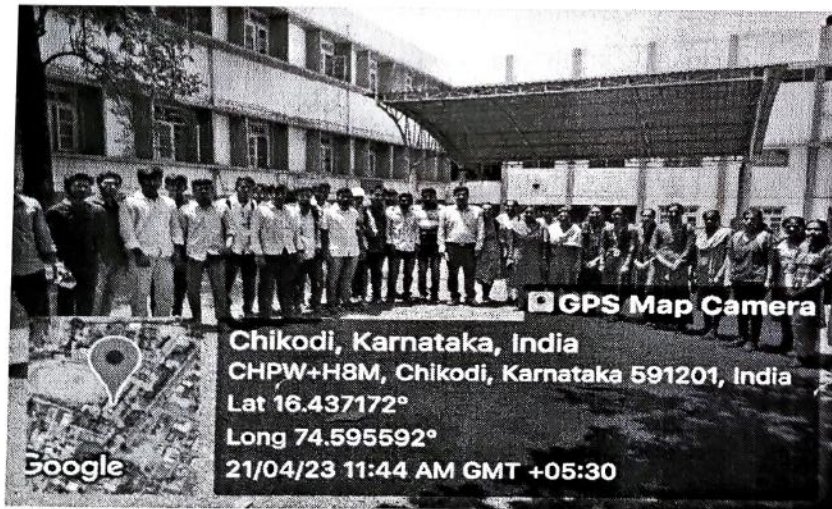 GPS Map Camera
Chikodi, Karnataka, India
CHPW+H8M, Chikodi, Karnataka 591201, India
Lat 16.437172°
Long 74.595592°
21/04/23 11:44 AM GMT +05:30
Google